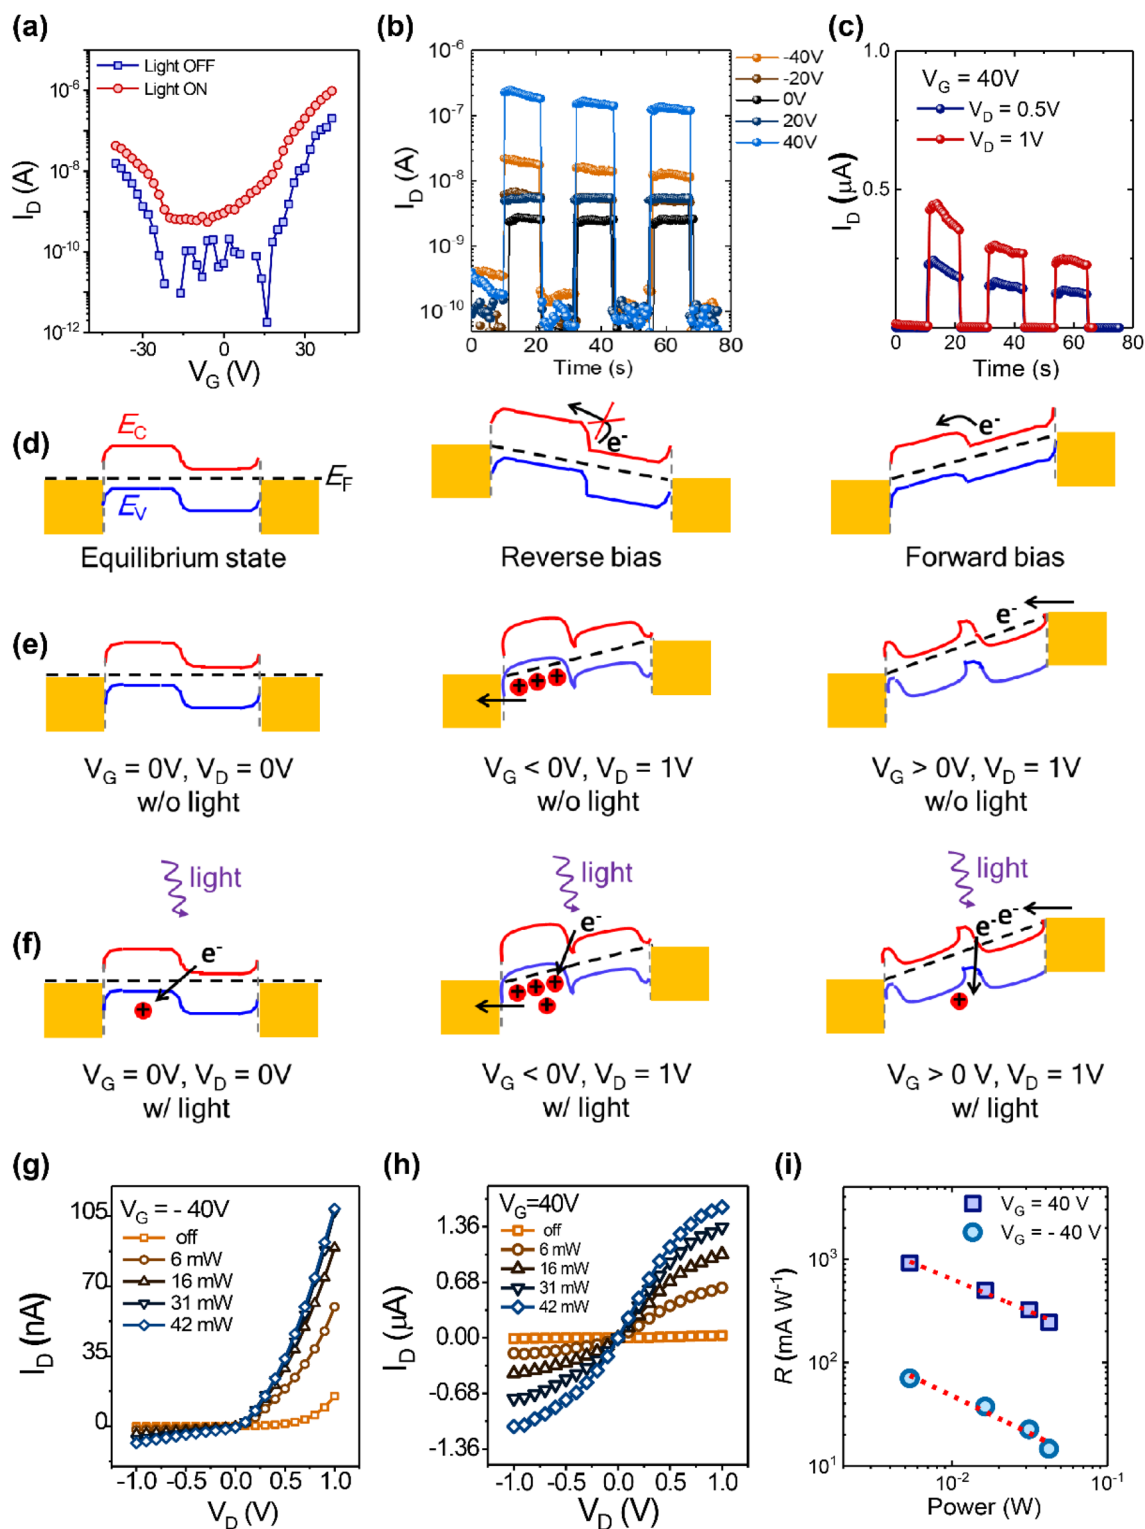 (a)
Light OFF
Light ON
10⁻⁶
10⁻⁸
10⁻¹⁰
10⁻¹²
I_D (A)
-30
0
30
V_G (V)
(b)
10⁻⁶
10⁻⁷
10⁻⁸
10⁻⁹
10⁻¹⁰
I_D (A)
0
20
40
60
80
Time (s)
-40V
-20V
0V
20V
40V
(c)
1.0
0.5
I_D (μA)
V_G = 40V
V_D = 0.5V
V_D = 1V
0
20
40
60
80
Time (s)
(d)
E_C
E_V
E_F
Equilibrium state
e⁻
Reverse bias
e⁻
Forward bias
(e)
V_G = 0V, V_D = 0V
w/o light
+ + +
V_G < 0V, V_D = 1V
w/o light
e⁻
V_G > 0V, V_D = 1V
w/o light
(f)
light
e⁻
+
V_G = 0V, V_D = 0V
w/ light
light
e⁻
+ + +
+
V_G < 0V, V_D = 1V
w/ light
light
e⁻ e⁻
+
V_G > 0 V, V_D = 1V
w/ light
(g)
105
70
35
0
I_D (nA)
V_G = - 40V
off
6 mW
16 mW
31 mW
42 mW
-1.0
-0.5
0.0
0.5
1.0
V_D (V)
(h)
1.36
0.68
0.00
-0.68
-1.36
I_D (μA)
V_G=40V
off
6 mW
16 mW
31 mW
42 mW
-1.0
-0.5
0.0
0.5
1.0
V_D (V)
(i)
V_G = 40 V
V_G = - 40 V
10³
10²
10¹
R (mA W⁻¹)
10⁻²
10⁻¹
Power (W)